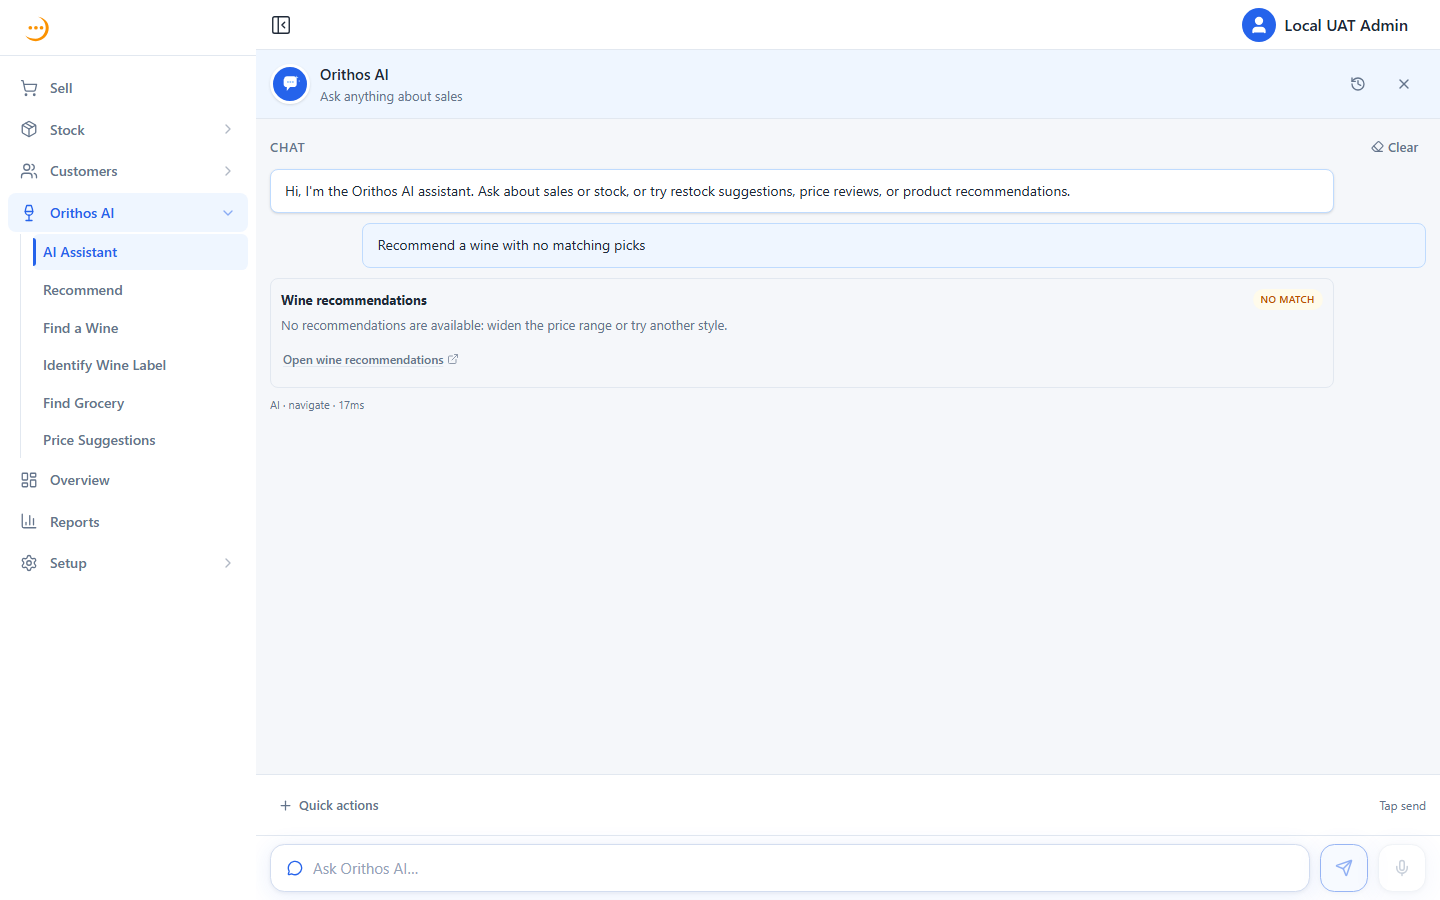 Local UAT Admin
Sell
Stock
Customers
Orithos AI
AI Assistant
Recommend
Find a Wine
Identify Wine Label
Find Grocery
Price Suggestions
Overview
Reports
Setup
Orithos AI
Ask anything about sales
CHAT
Clear
Hi, I'm the Orithos AI assistant. Ask about sales or stock, or try restock suggestions, price reviews, or product recommendations.
Recommend a wine with no matching picks
Wine recommendations
NO MATCH
No recommendations are available: widen the price range or try another style.
Open wine recommendations
AI · navigate · 17ms
Quick actions
Tap send
Ask Orithos AI...